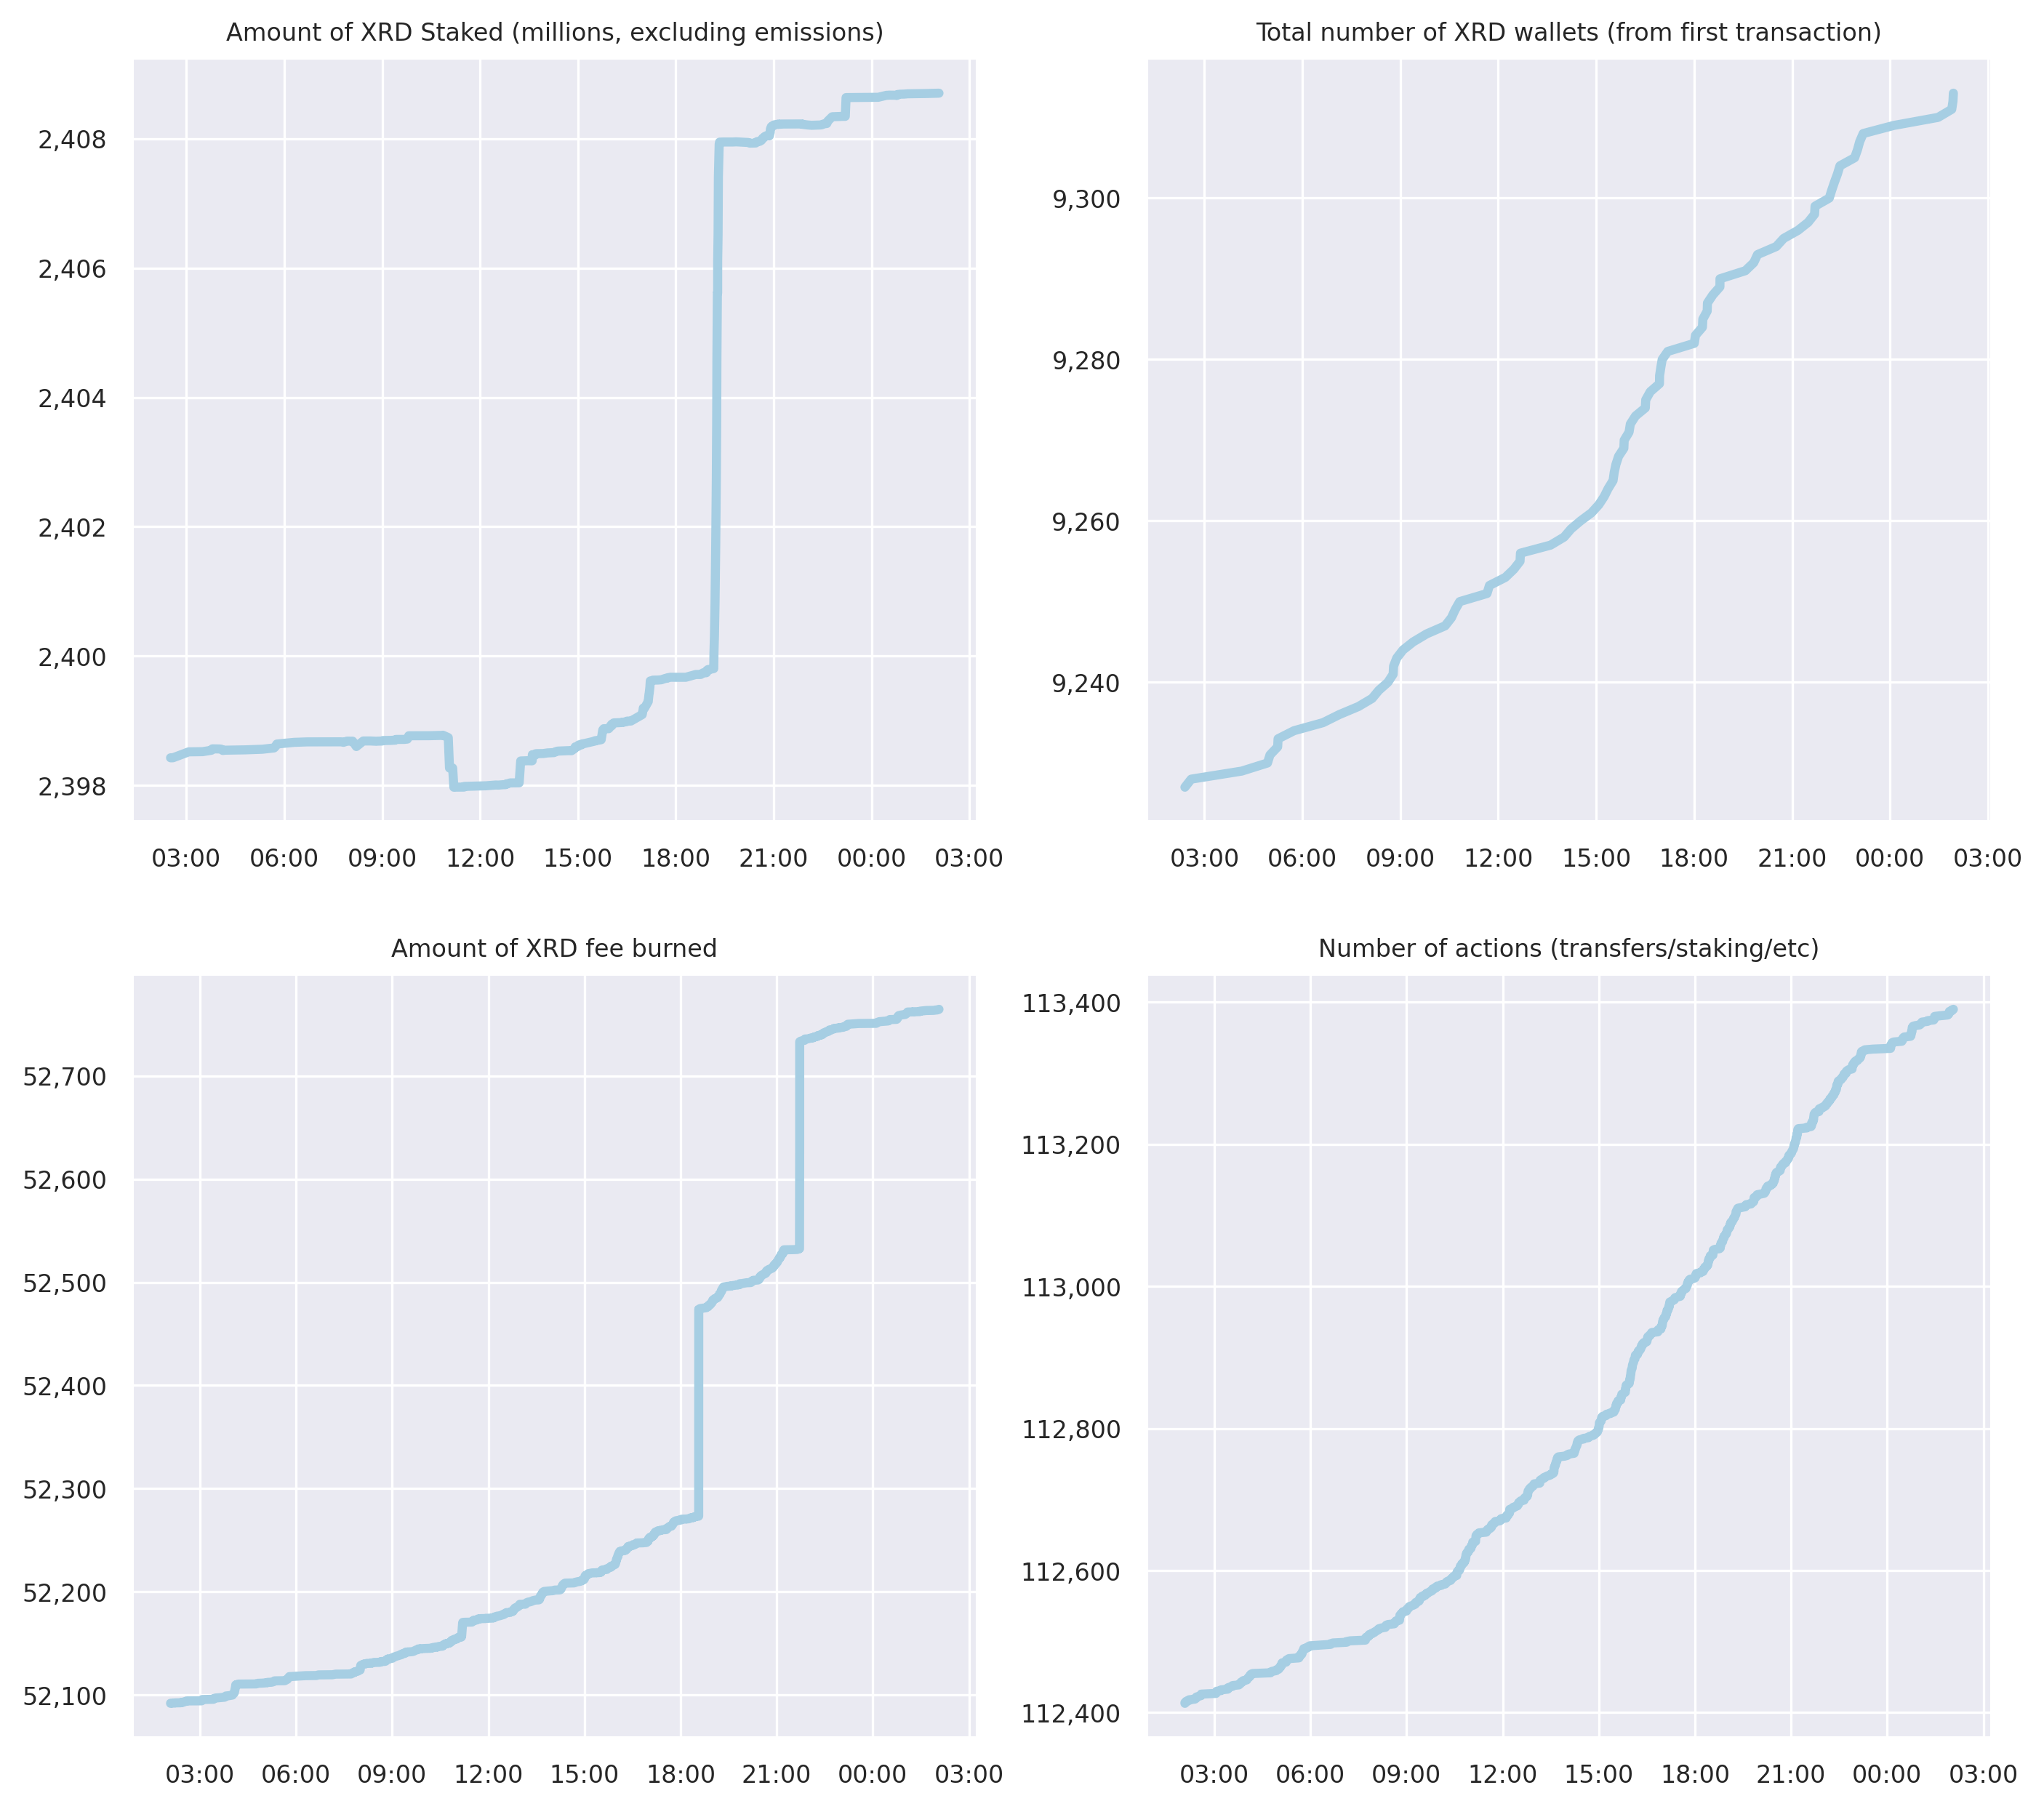 Amount of XRD Staked (millions, excluding emissions)
2,408
2,406
2,404
2,402
2,400
2,398
03:00 06:00 09:00 12:00 15:00 18:00 21:00 00:00 03:00
Total number of XRD wallets (from first transaction)
9,300
9,280
9,260
9,240
03:00 06:00 09:00 12:00 15:00 18:00 21:00 00:00 03:00
Amount of XRD fee burned
52,700
52,600
52,500
52,400
52,300
52,200
52,100
03:00 06:00 09:00 12:00 15:00 18:00 21:00 00:00 03:00
Number of actions (transfers/staking/etc)
113,400
113,200
113,000
112,800
112,600
112,400
03:00 06:00 09:00 12:00 15:00 18:00 21:00 00:00 03:00